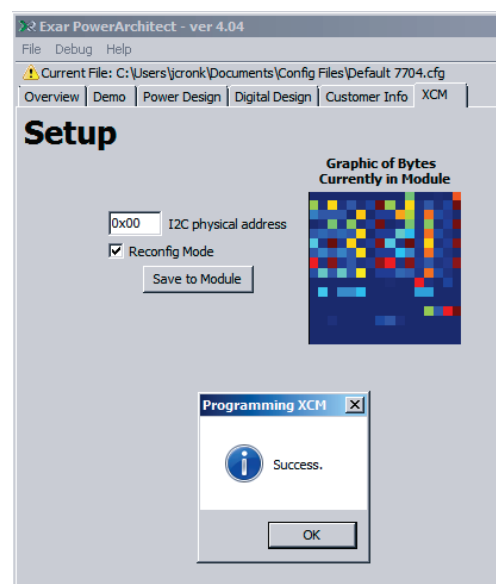 Exar PowerArchitect - ver 4.04
File Debug Help
Current File: C:\Users\jcronk\Documents\Config Files\Default 7704.cfg
Overview Demo Power Design Digital Design Customer Info XCM
Setup
Graphic of Bytes
Currently in Module
0x00 I2C physical address
Reconfig Mode
Save to Module
Programming XCM
Success.
OK